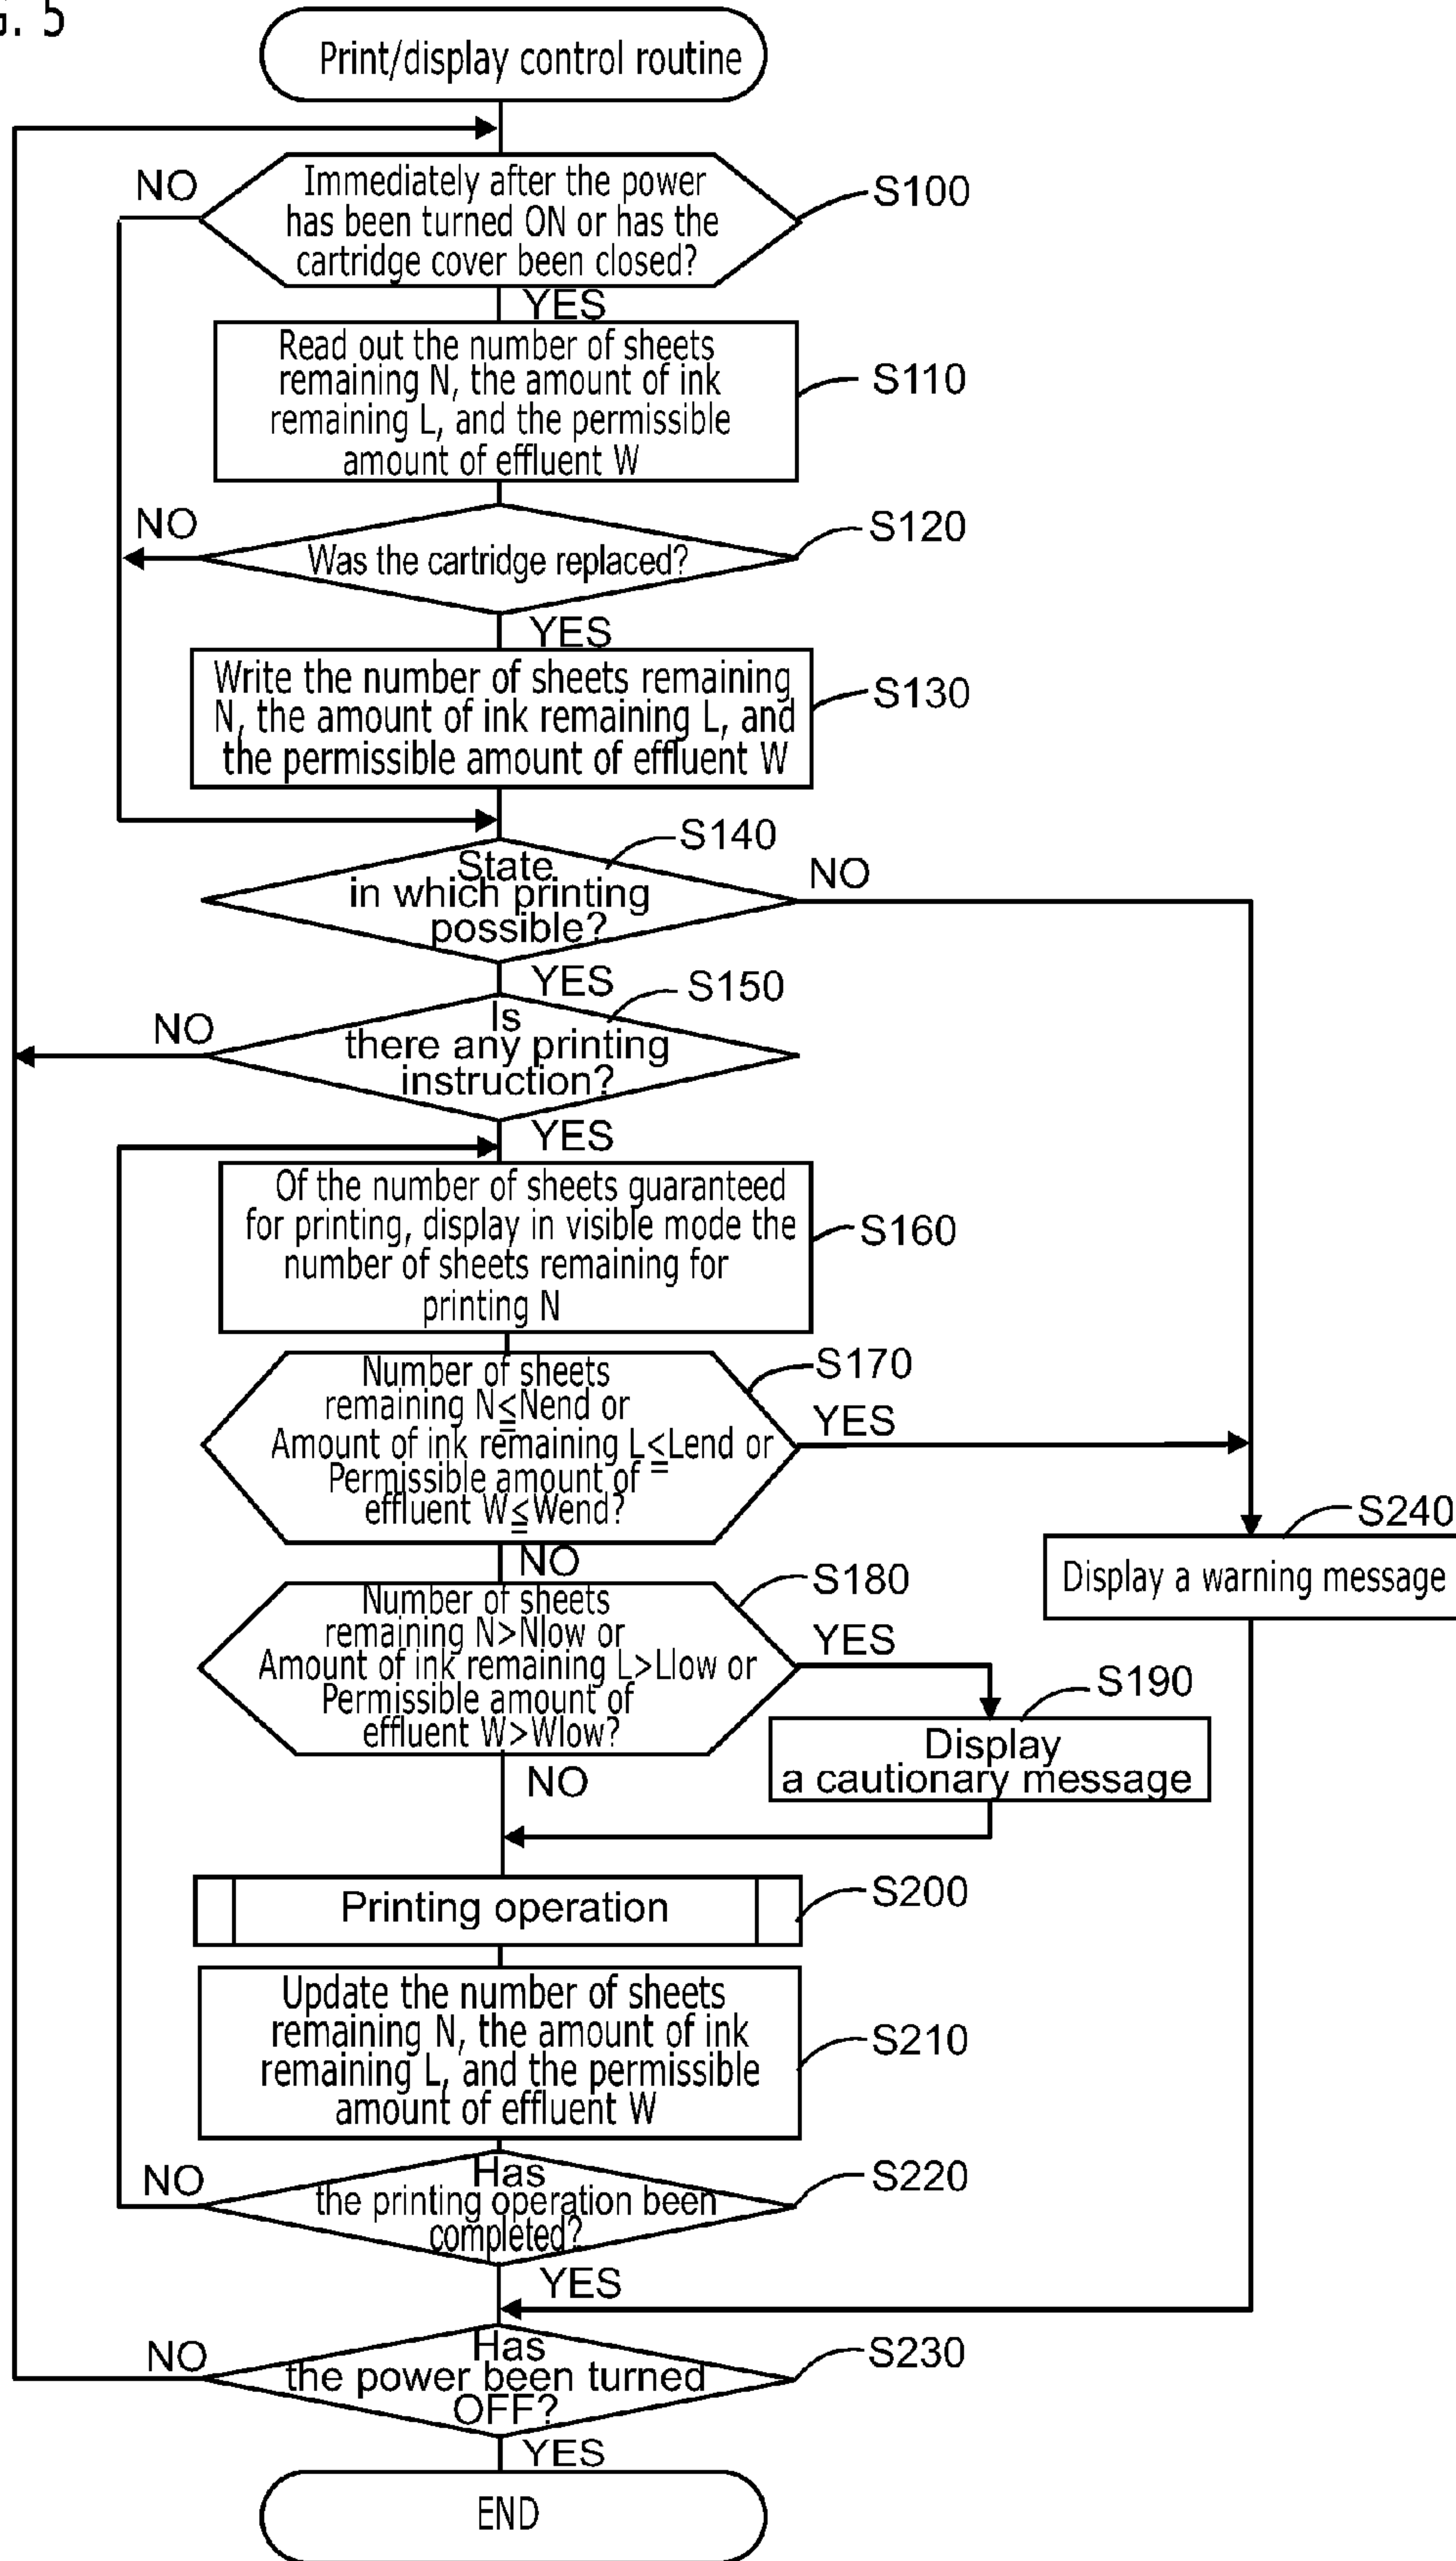 G. 5
Print/display control routine
NO
Immediately after the power
has been turned ON or has the
cartridge cover been closed?
S100
YES
Read out the number of sheets
remaining N, the amount of ink
remaining L, and the permissible
amount of effluent W
S110
NO
Was the cartridge replaced?
S120
YES
Write the number of sheets remaining
N, the amount of ink remaining L, and
the permissible amount of effluent W
S130
State
in which printing
possible?
S140
NO
YES
Is
there any printing
instruction?
S150
NO
YES
Of the number of sheets guaranteed
for printing, display in visible mode the
number of sheets remaining for
printing N
S160
Number of sheets
remaining N≦Nend or
Amount of ink remaining L≦Lend or
Permissible amount of
effluent W≦Wend?
S170
YES
NO
S240
Display a warning message
Number of sheets
remaining N>Nlow or
Amount of ink remaining L>Llow or
Permissible amount of
effluent W>Wlow?
S180
YES
S190
Display
a cautionary message
NO
Printing operation
S200
Update the number of sheets
remaining N, the amount of ink
remaining L, and the permissible
amount of effluent W
S210
NO
Has
the printing operation been
completed?
S220
YES
NO
Has
the power been turned
OFF?
S230
YES
END